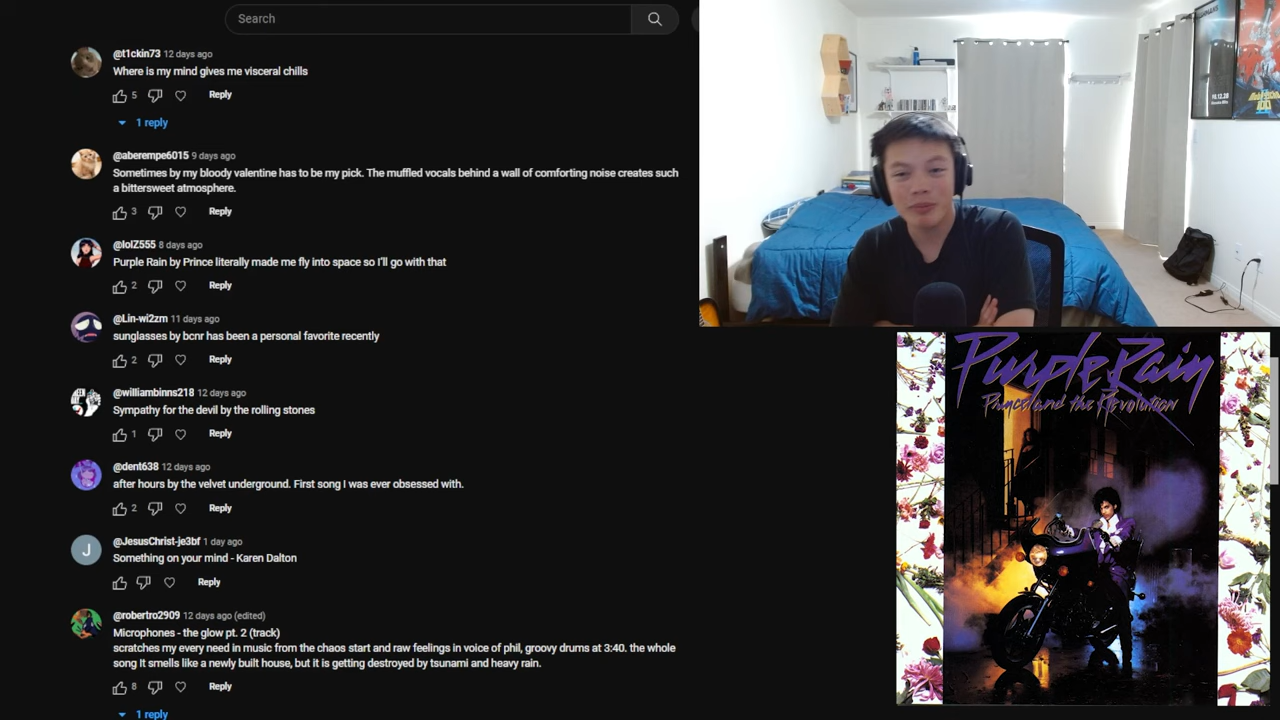 Search
@t1ckin73 12 days ago
Where is my mind gives me visceral chills
5 Reply
1 reply
@aberempe6015 9 days ago
Sometimes by my bloody valentine has to be my pick. The muffled vocals behind a wall of comforting noise creates such
a bittersweet atmosphere.
3 Reply
@lolZ555 8 days ago
Purple Rain by Prince literally made me fly into space so I'll go with that
2 Reply
@Lin-wi2zm 11 days ago
sunglasses by bcnr has been a personal favorite recently
2 Reply
@williambinns218 12 days ago
Sympathy for the devil by the rolling stones
1 Reply
@dent638 12 days ago
after hours by the velvet underground. First song I was ever obsessed with.
2 Reply
J
@JesusChrist-je3bf 1 day ago
Something on your mind - Karen Dalton
Reply
@robertro2909 12 days ago (edited)
Microphones - the glow pt. 2 (track)
scratches my every need in music from the chaos start and raw feelings in voice of phil, groovy drums at 3:40. the whole
song It smells like a newly built house, but it is getting destroyed by tsunami and heavy rain.
8 Reply
1 reply
Purple Rain
Prince and the Revolution